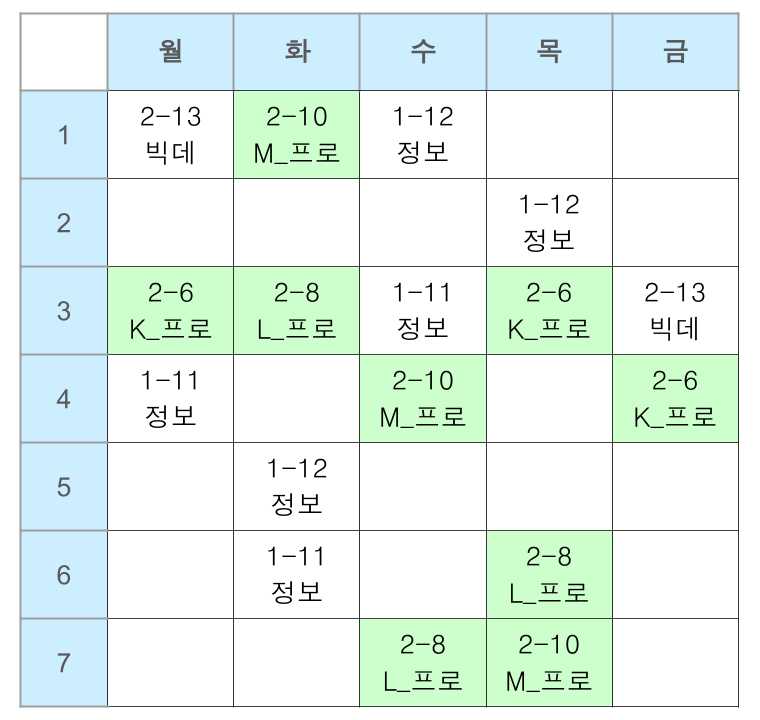 월 화 수 목 금
1
2-13
빅데
2-10
M_프로
1-12
정보
2
1-12
정보
3
2-6
K_프로
2-8
L_프로
1-11
정보
2-6
K_프로
2-13
빅데
4
1-11
정보
2-10
M_프로
2-6
K_프로
5
1-12
정보
6
1-11
정보
2-8
L_프로
7
2-8
L_프로
2-10
M_프로